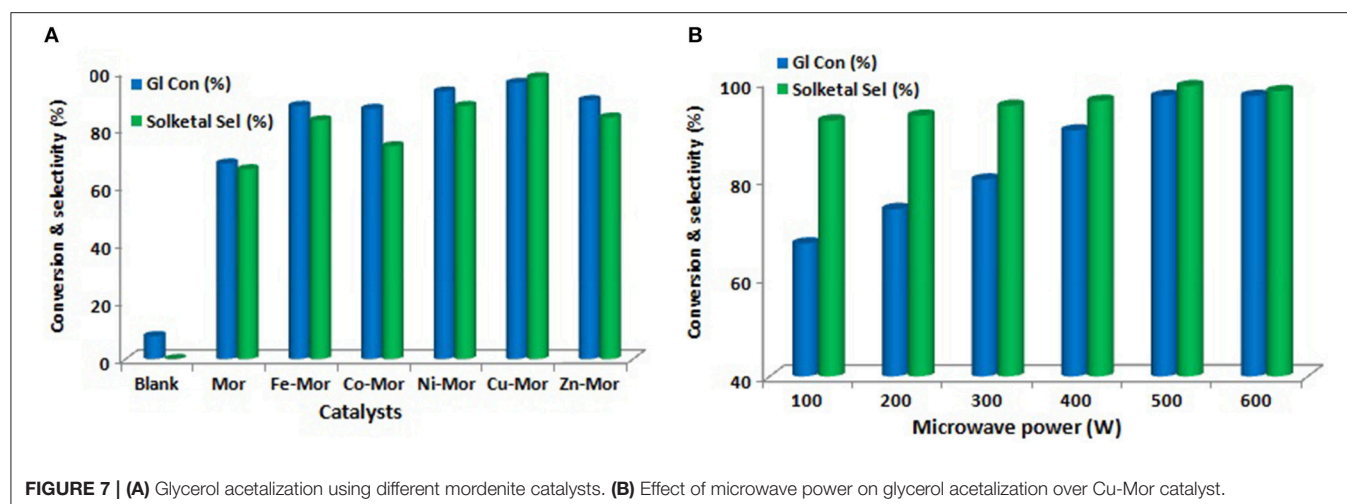 A
Gl Con (%)
Solketal Sel (%)
Conversion & selectivity (%)
00
80
60
40
20
0
Blank Mor Fe-Mor Co-Mor Ni-Mor Cu-Mor Zn-Mor
Catalysts
B
Gl Con (%)
Solketal Sel (%)
Conversion & selectivity (%)
100
80
60
40
100 200 300 400 500 600
Microwave power (W)
FIGURE 7 | (A) Glycerol acetalization using different mordenite catalysts. (B) Effect of microwave power on glycerol acetalization over Cu-Mor catalyst.